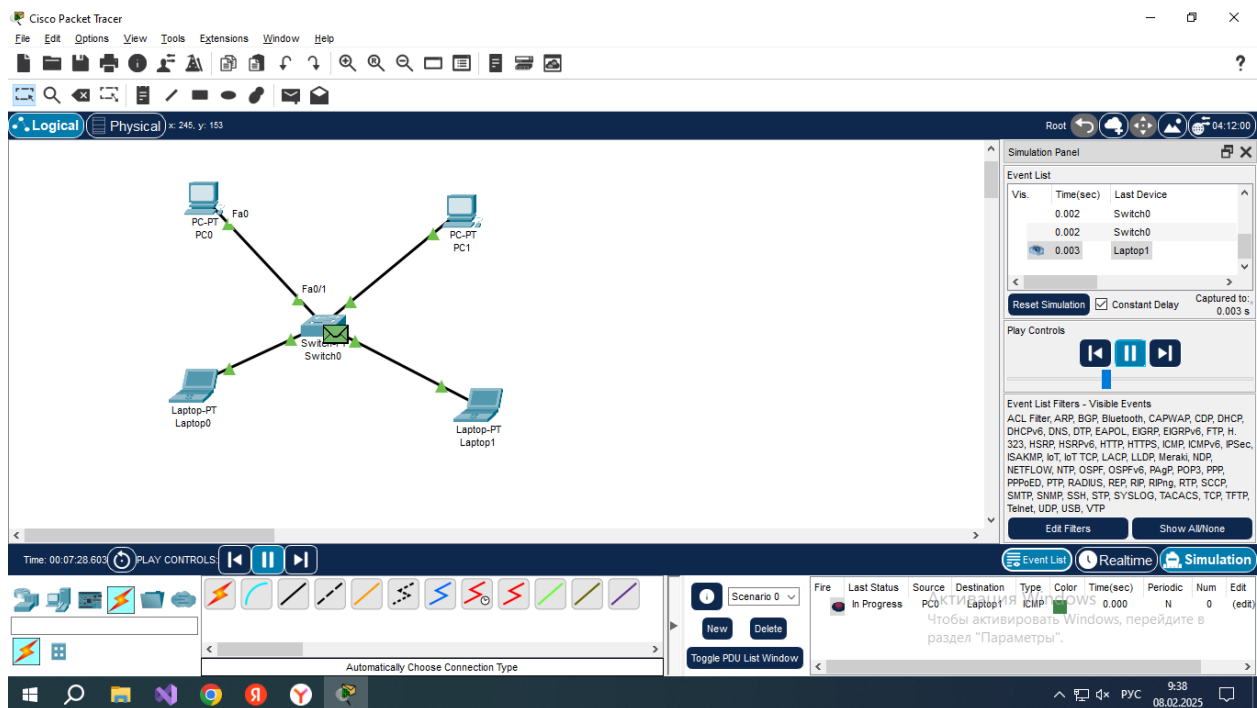 Cisco Packet Tracer
File Edit Options View Tools Extensions Window Help
?
Logical Physical x: 245, y: 153
Root 04:12:00
PC-PT
PC0
Fa0
PC-PT
PC1
Fa0/1
Switch-PT
Switch0
Laptop-PT
Laptop0
Laptop-PT
Laptop1
Simulation Panel
Event List
Vis. Time(sec) Last Device
0.002 Switch0
0.002 Switch0
0.003 Laptop1
Reset Simulation Constant Delay Captured to:
0.003 s
Play Controls
Event List Filters - Visible Events
ACL Filter, ARP, BGP, Bluetooth, CAPWAP, CDP, DHCP,
DHCPv6, DNS, DTP, EAPOL, EIGRP, EIGRPv6, FTP, H.
323, HSRP, HSRPv6, HTTP, HTTPS, ICMP, ICMPv6, IPSec,
ISAKMP, IoT, IoT TCP, LACP, LLDP, Meraki, NDP,
NETFLOW, NTP, OSPF, OSPFv6, PAgP, POP3, PPP,
PPPoED, PTP, RADIUS, REP, RIP, RIPng, RTP, SCCP,
SMTP, SNMP, SSH, STP, SYSLOG, TACACS, TCP, TFTP,
Telnet, UDP, USB, VTP
Edit Filters Show All/None
Time: 00:07:28.603 PLAY CONTROLS:
Event List Realtime Simulation
Automatically Choose Connection Type
Scenario 0
New Delete
Toggle PDU List Window
Fire Last Status Source Destination Type Color Time(sec) Periodic Num Edit
In Progress PC0 Laptop1 ICMP 0.000 N 0 (edit)
Активация Windows
Чтобы активировать Windows, перейдите в
раздел "Параметры".
РУС
9:38
08.02.2025